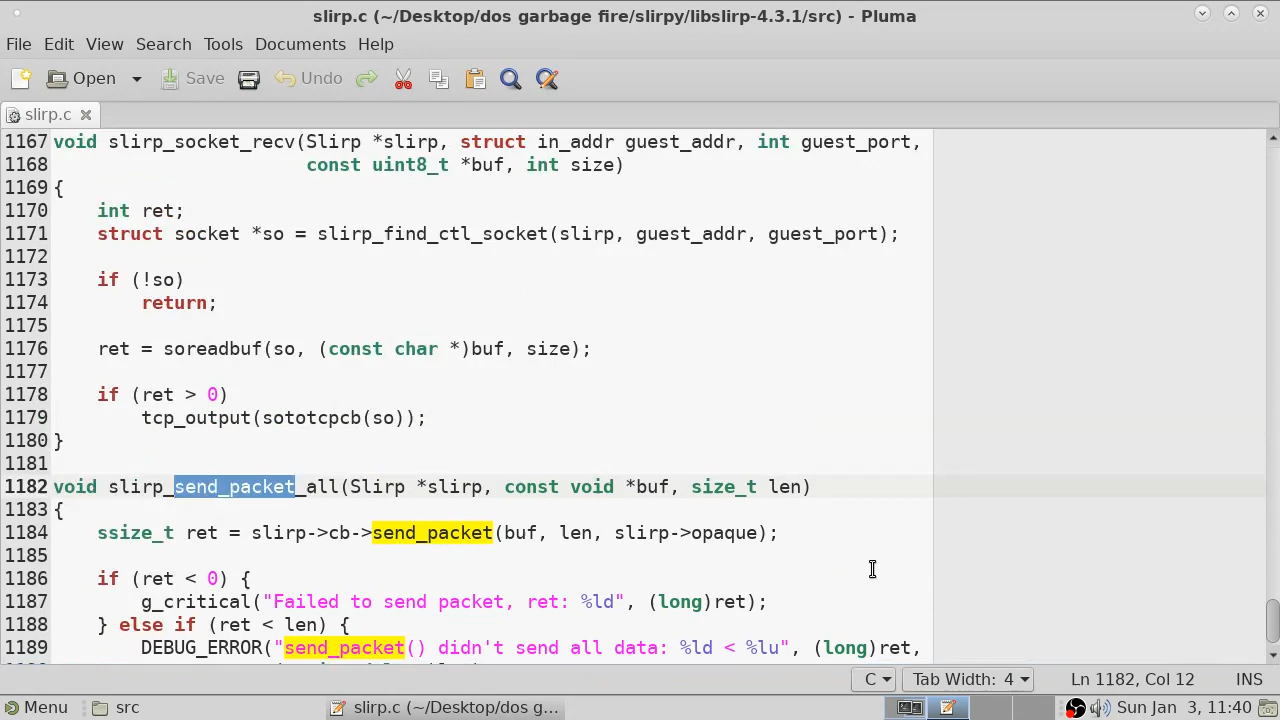 slirp.c (~/Desktop/dos garbage fire/slirpy/libslirp-4.3.1/src) - Pluma
File Edit View Search Tools Documents Help
Open Save Undo
slirp.c
1167 void slirp_socket_recv(Slirp *slirp, struct in_addr guest_addr, int guest_port,
1168 const uint8_t *buf, int size)
1169 {
1170 int ret;
1171 struct socket *so = slirp_find_ctl_socket(slirp, guest_addr, guest_port);
1172
1173 if (!so)
1174 return;
1175
1176 ret = soreadbuf(so, (const char *)buf, size);
1177
1178 if (ret > 0)
1179 tcp_output(sototcpcb(so));
1180 }
1181
1182 void slirp_send_packet_all(Slirp *slirp, const void *buf, size_t len)
1183 {
1184 ssize_t ret = slirp->cb->send_packet(buf, len, slirp->opaque);
1185
1186 if (ret < 0) {
1187 g_critical("Failed to send packet, ret: %ld", (long)ret);
1188 } else if (ret < len) {
1189 DEBUG_ERROR("send_packet() didn't send all data: %ld < %lu", (long)ret,
C Tab Width: 4 Ln 1182, Col 12 INS
Menu src slirp.c (~/Desktop/dos g... Sun Jan 3, 11:40